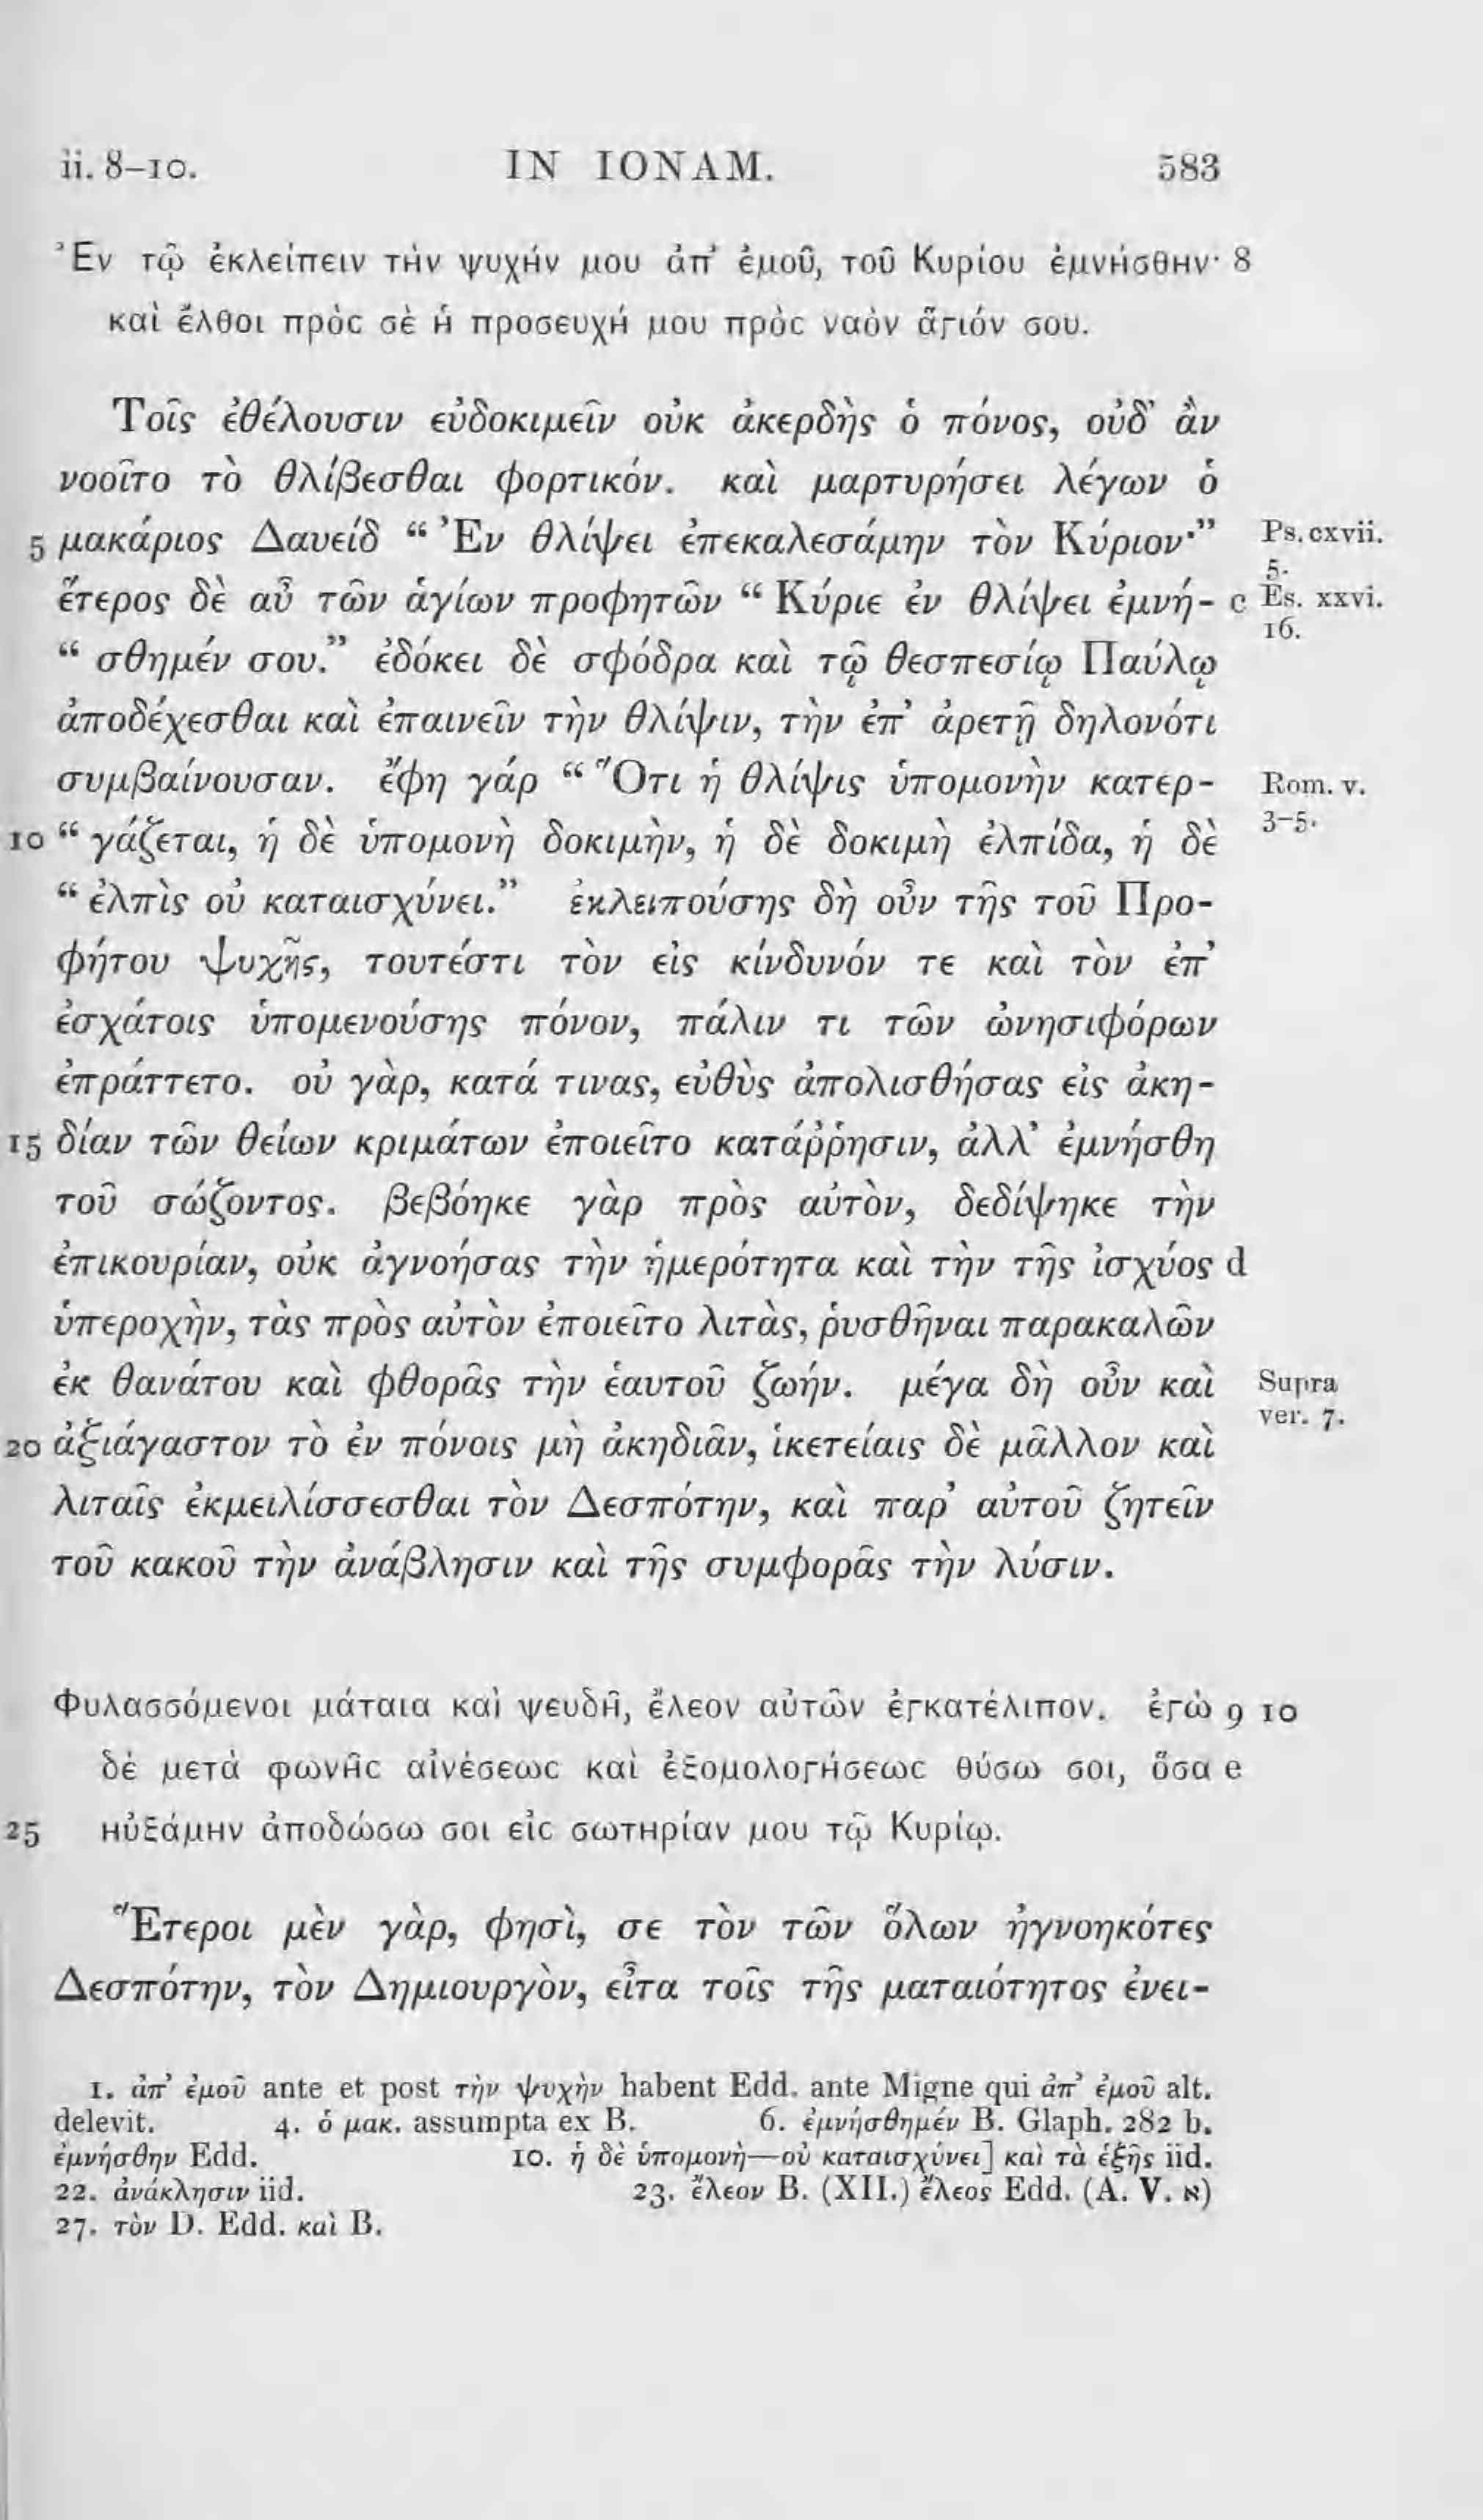 ii. 8–10. IN IONAM. 583
Ἐν τῷ ἐκλείπειν τὴν ψυχήν μου ἀπ’ ἐμοῦ, τοῦ Κυρίου ἐμνήσθην· 8
καὶ ἔλθοι πρὸς σὲ ἡ προσευχή μου πρὸς ναὸν ἅγιόν σου.
Τοῖς ἐθέλουσιν εὐδοκιμεῖν οὐκ ἀκερδὴς ὁ πόνος, οὐδ’ ἂν
νοοῖτο τὸ θλίβεσθαι φορτικόν. καὶ μαρτυρήσει λέγων ὁ
5 μακάριος Δαυείδ “Ἐν θλίψει ἐπεκαλεσάμην τὸν Κύριον·” Ps. cxvii. 5.
ἕτερος δὲ αὖ τῶν ἁγίων προφητῶν “Κύριε ἐν θλίψει ἐμνή- c Es. xxvi. 16.
“σθημέν σου.” ἐδόκει δὲ σφόδρα καὶ τῷ θεσπεσίῳ Παύλῳ
ἀποδέχεσθαι καὶ ἐπαινεῖν τὴν θλίψιν, τὴν ἐπ’ ἀρετῇ δηλονότι
συμβαίνουσαν. ἔφη γάρ “Ὅτι ἡ θλίψις ὑπομονὴν κατερ- Rom. v. 3–5.
10 “γάζεται, ἡ δὲ ὑπομονὴ δοκιμὴν, ἡ δὲ δοκιμὴ ἐλπίδα, ἡ δὲ
“ἐλπὶς οὐ καταισχύνει.” ἐκλειπούσης δὴ οὖν τῆς τοῦ Προ-
φήτου ψυχῆς, τουτέστι τὸν εἰς κίνδυνόν τε καὶ τὸν ἐπ’
ἐσχάτοις ὑπομενούσης πόνον, πάλιν τι τῶν ὠνησιφόρων
ἐπράττετο. οὐ γὰρ, κατά τινας, εὐθὺς ἀπολισθήσας εἰς ἀκη-
15 δίαν τῶν θείων κριμάτων ἐποιεῖτο κατάῤῥησιν, ἀλλ’ ἐμνήσθη
τοῦ σώζοντος. βεβόηκε γὰρ πρὸς αὐτὸν, δεδίψηκε τὴν
ἐπικουρίαν, οὐκ ἀγνοήσας τὴν ἡμερότητα καὶ τὴν τῆς ἰσχύος d
ὑπεροχὴν, τὰς πρὸς αὐτὸν ἐποιεῖτο λιτὰς, ῥυσθῆναι παρακαλῶν
ἐκ θανάτου καὶ φθορᾶς τὴν ἑαυτοῦ ζωήν. μέγα δὴ οὖν καὶ Supra ver. 7.
20 ἀξιάγαστον τὸ ἐν πόνοις μὴ ἀκηδιᾶν, ἱκετείαις δὲ μᾶλλον καὶ
λιταῖς ἐκμειλίσσεσθαι τὸν Δεσπότην, καὶ παρ’ αὐτοῦ ζητεῖν
τοῦ κακοῦ τὴν ἀνάβλησιν καὶ τῆς συμφορᾶς τὴν λύσιν.
Φυλασσόμενοι μάταια καὶ ψευδῆ, ἔλεον αὐτῶν ἐγκατέλιπον. ἐγὼ 9 10
δὲ μετὰ φωνῆς αἰνέσεως καὶ ἐξομολογήσεως θύσω σοι, ὅσα e
25 ηὐξάμην ἀποδώσω σοι εἰς σωτηρίαν μου τῷ Κυρίῳ.
Ἕτεροι μὲν γὰρ, φησὶ, σε τὸν τῶν ὅλων ἠγνοηκότες
Δεσπότην, τὸν Δημιουργὸν, εἶτα τοῖς τῆς ματαιότητος ἐνει-
1. ἀπ’ ἐμοῦ ante et post τὴν ψυχὴν habent Edd. ante Migne qui ἀπ’ ἐμοῦ alt.
delevit. 4. ὁ μακ. assumpta ex B. 6. ἐμνήσθημέν B. Glaph. 282 b.
ἐμνήσθην Edd. 10. ἡ δὲ ὑπομονὴ—οὐ καταισχύνει] καὶ τὰ ἑξῆς iid.
22. ἀνάκλησιν iid. 23. ἔλεον B. (XII.) ἔλεος Edd. (A. V. א)
27. τὸν D. Edd. καὶ B.